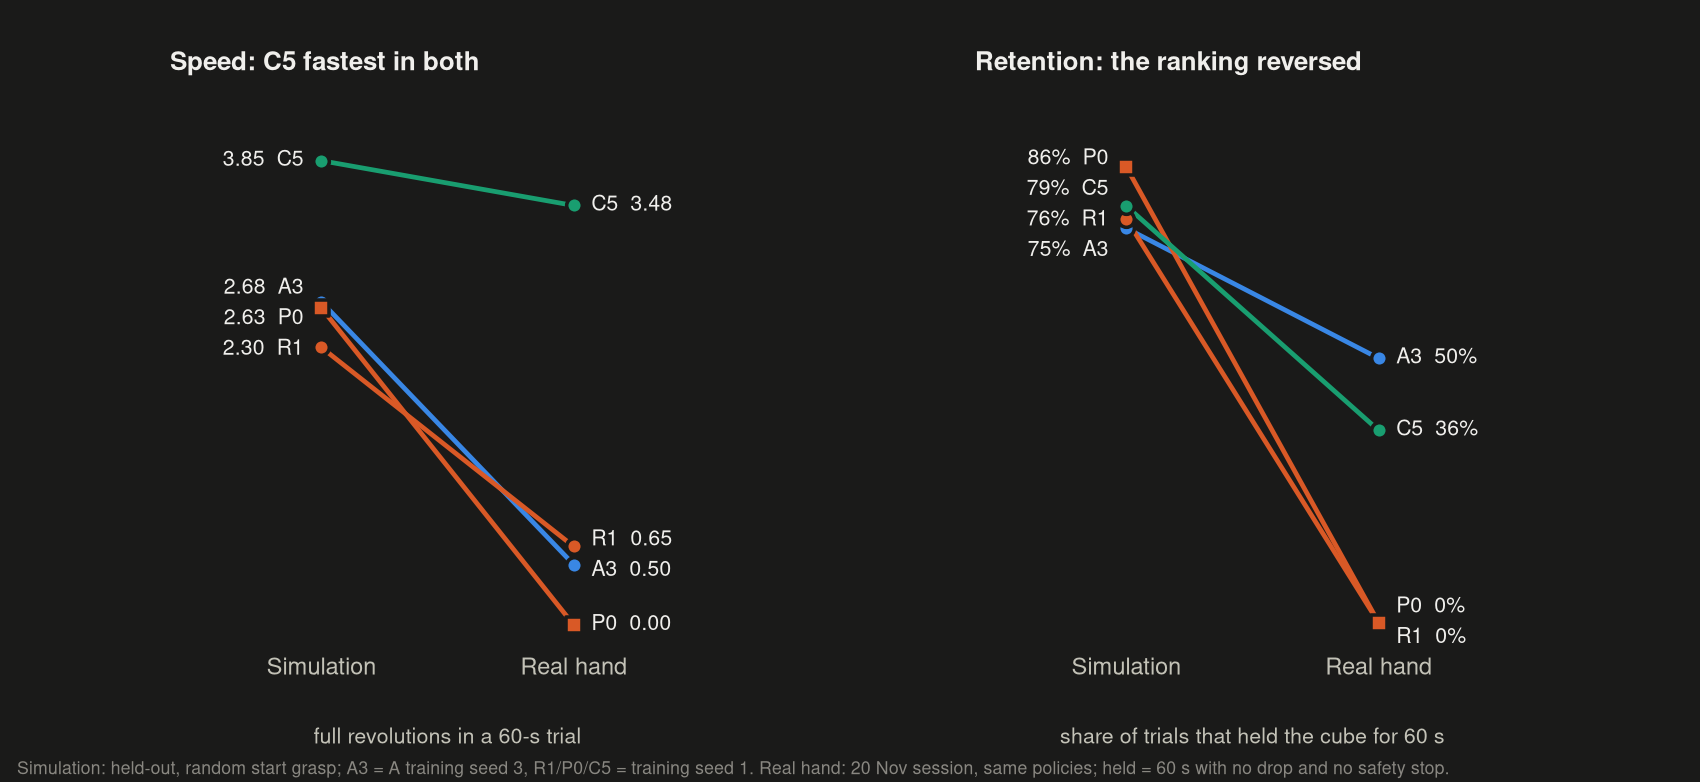 Speed: C5 fastest in both
3.85 C5
C5 3.48
2.68 A3
2.63 P0
2.30 R1
R1 0.65
A3 0.50
P0 0.00
Simulation
Real hand
full revolutions in a 60-s trial
Retention: the ranking reversed
86% P0
79% C5
76% R1
75% A3
A3 50%
C5 36%
P0 0%
R1 0%
Simulation
Real hand
share of trials that held the cube for 60 s
Simulation: held-out, random start grasp; A3 = A training seed 3, R1/P0/C5 = training seed 1. Real hand: 20 Nov session, same policies; held = 60 s with no drop and no safety stop.